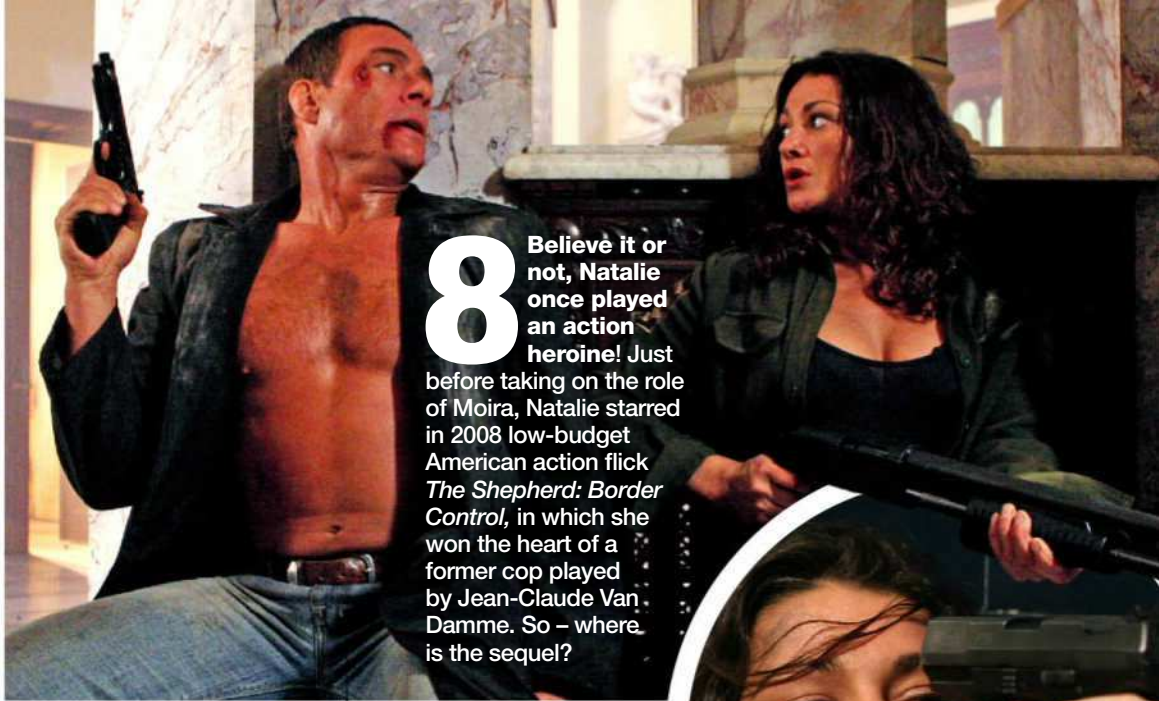 8
Believe it or
not, Natalie
once played
an action
heroine! Just
before taking on the role
of Moira, Natalie starred
in 2008 low-budget
American action flick
The Shepherd: Border
Control, in which she
won the heart of a
former cop played
by Jean-Claude Van
Damme. So – where
is the sequel?